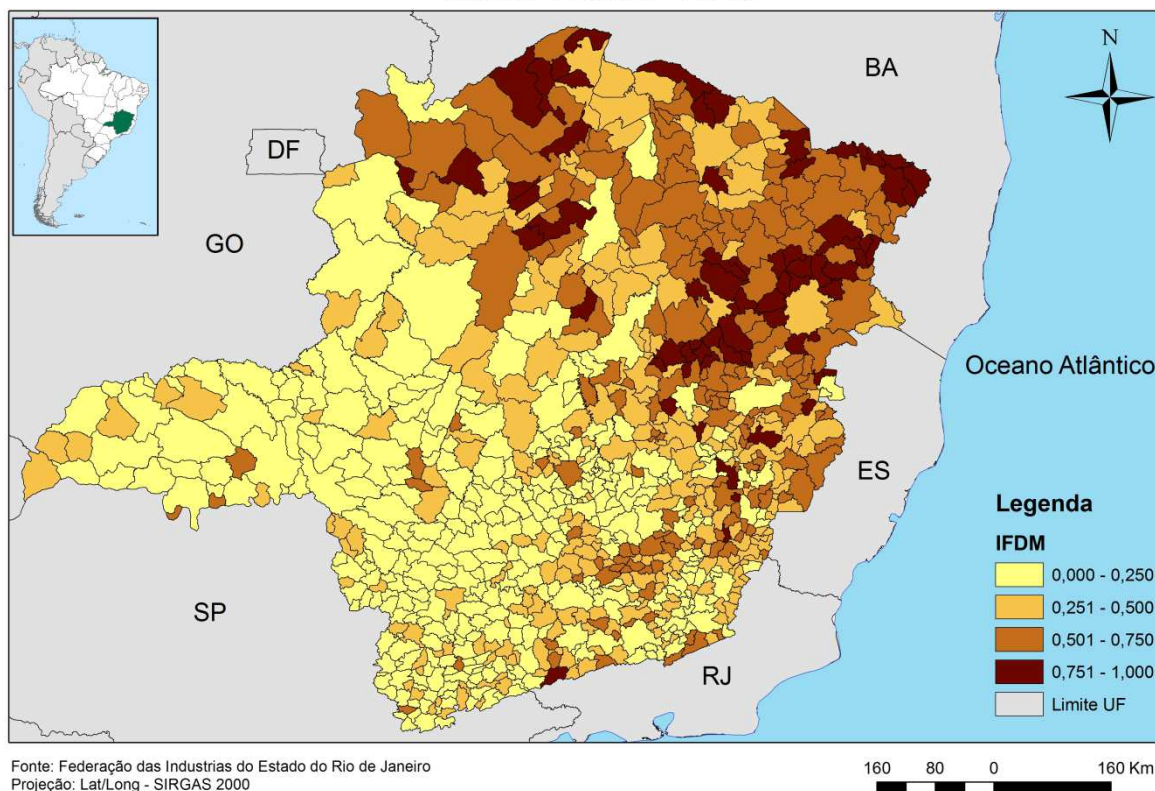 BA
N
DF
GO
Oceano Atlântico
ES
SP
RJ
Legenda
IFDM
0,000 - 0,250
0,251 - 0,500
0,501 - 0,750
0,751 - 1,000
Limite UF
Fonte: Federação das Industrias do Estado do Rio de Janeiro
Projeção: Lat/Long - SIRGAS 2000
160 80 0 160 Km